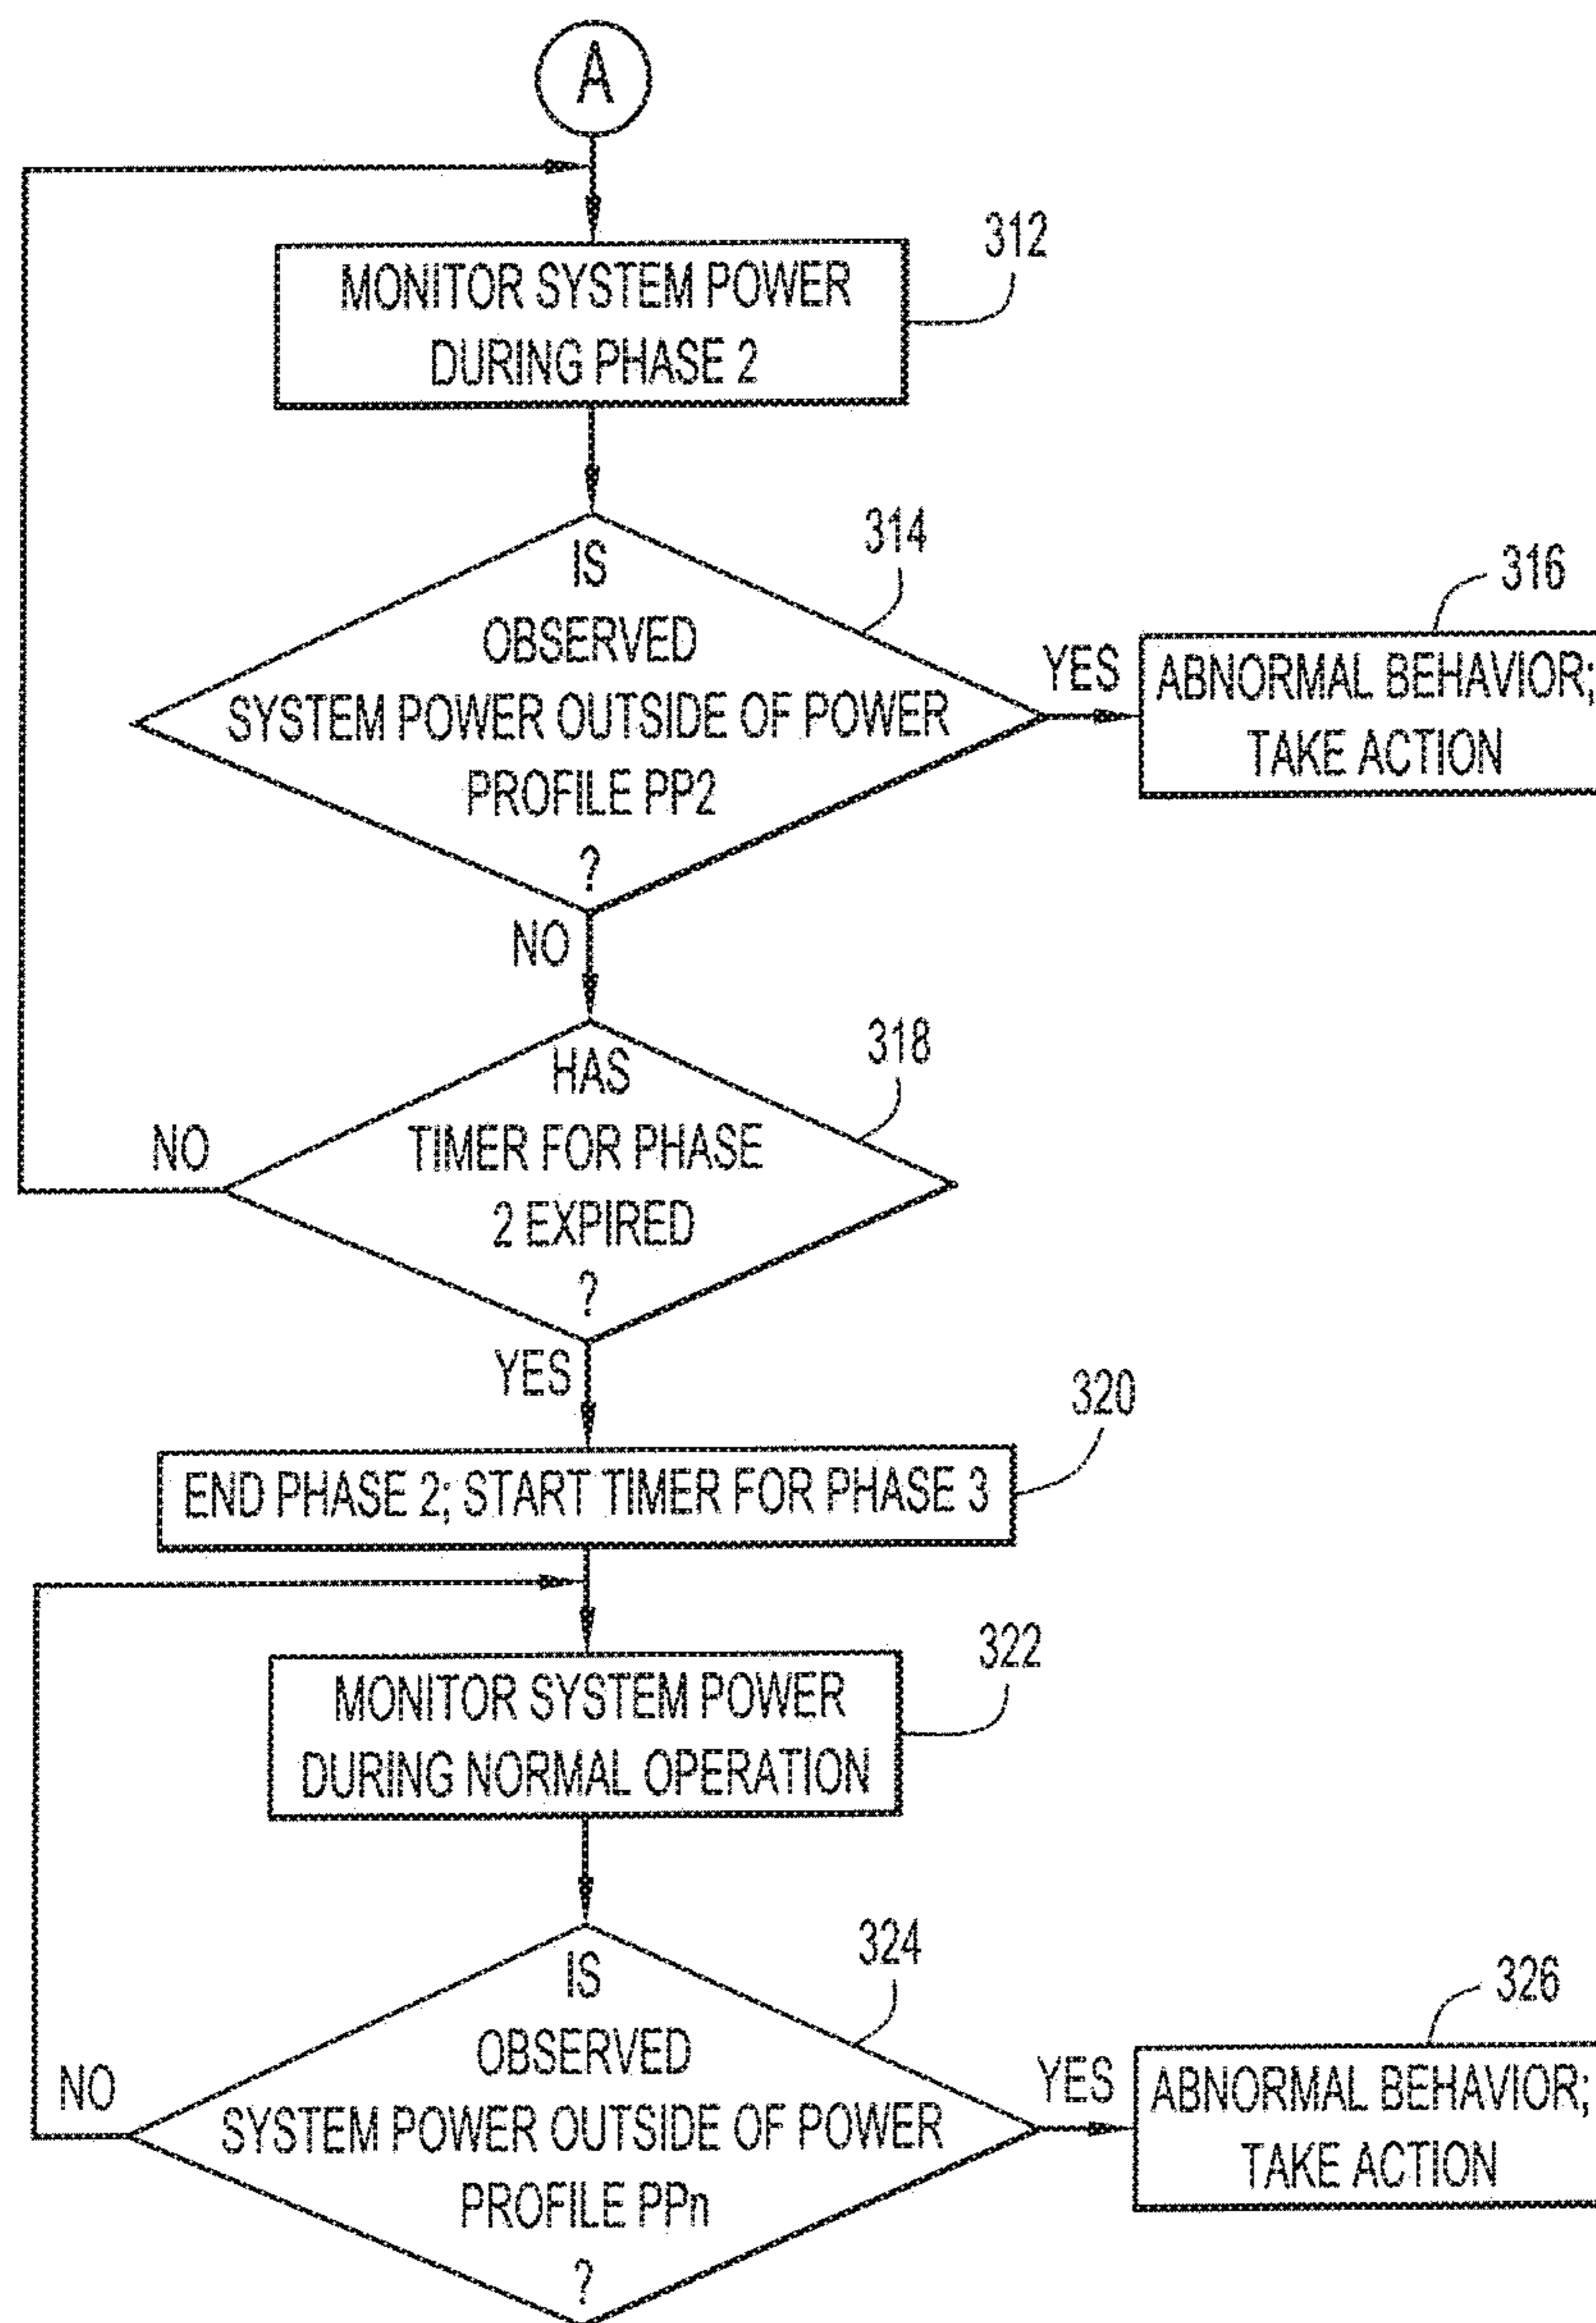 A
312
MONITOR SYSTEM POWER
DURING PHASE 2
314
IS
OBSERVED
SYSTEM POWER OUTSIDE OF POWER
PROFILE PP2
?
YES
316
ABNORMAL BEHAVIOR;
TAKE ACTION
NO
318
HAS
TIMER FOR PHASE
2 EXPIRED
?
NO
YES
320
END PHASE 2; START TIMER FOR PHASE 3
322
MONITOR SYSTEM POWER
DURING NORMAL OPERATION
324
IS
OBSERVED
SYSTEM POWER OUTSIDE OF POWER
PROFILE PPn
?
NO
YES
326
ABNORMAL BEHAVIOR;
TAKE ACTION